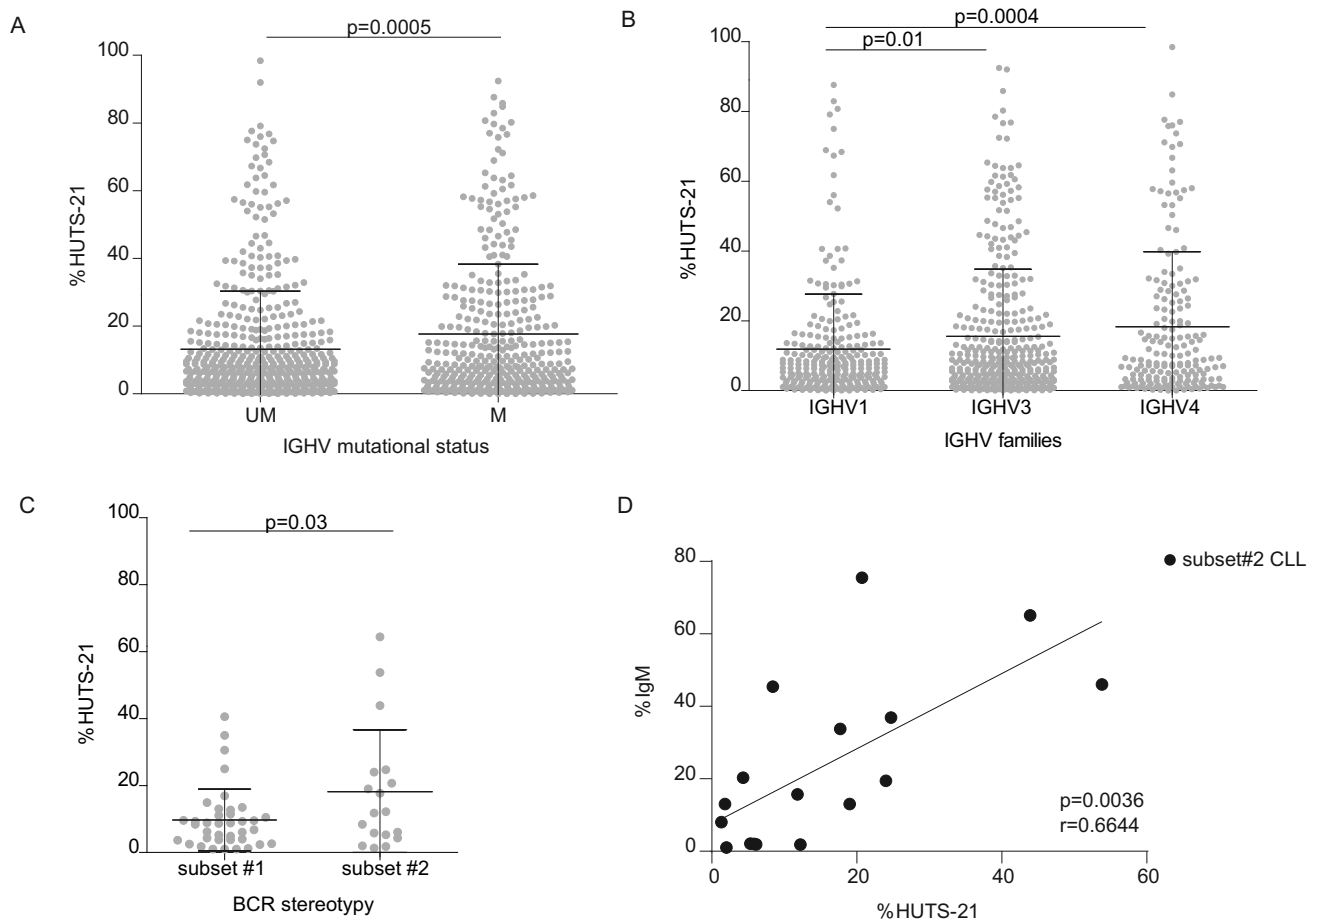 A
p=0.0005
100
80
60
40
20
0
%HUTS-21
UM M
IGHV mutational status
B
p=0.0004
p=0.01
100
80
60
40
20
0
%HUTS-21
IGHV1 IGHV3 IGHV4
IGHV families
C
p=0.03
100
80
60
40
20
0
%HUTS-21
subset #1 subset #2
BCR stereotypy
D
subset#2 CLL
80
60
40
20
0
%IgM
p=0.0036
r=0.6644
0 20 40 60
%HUTS-21